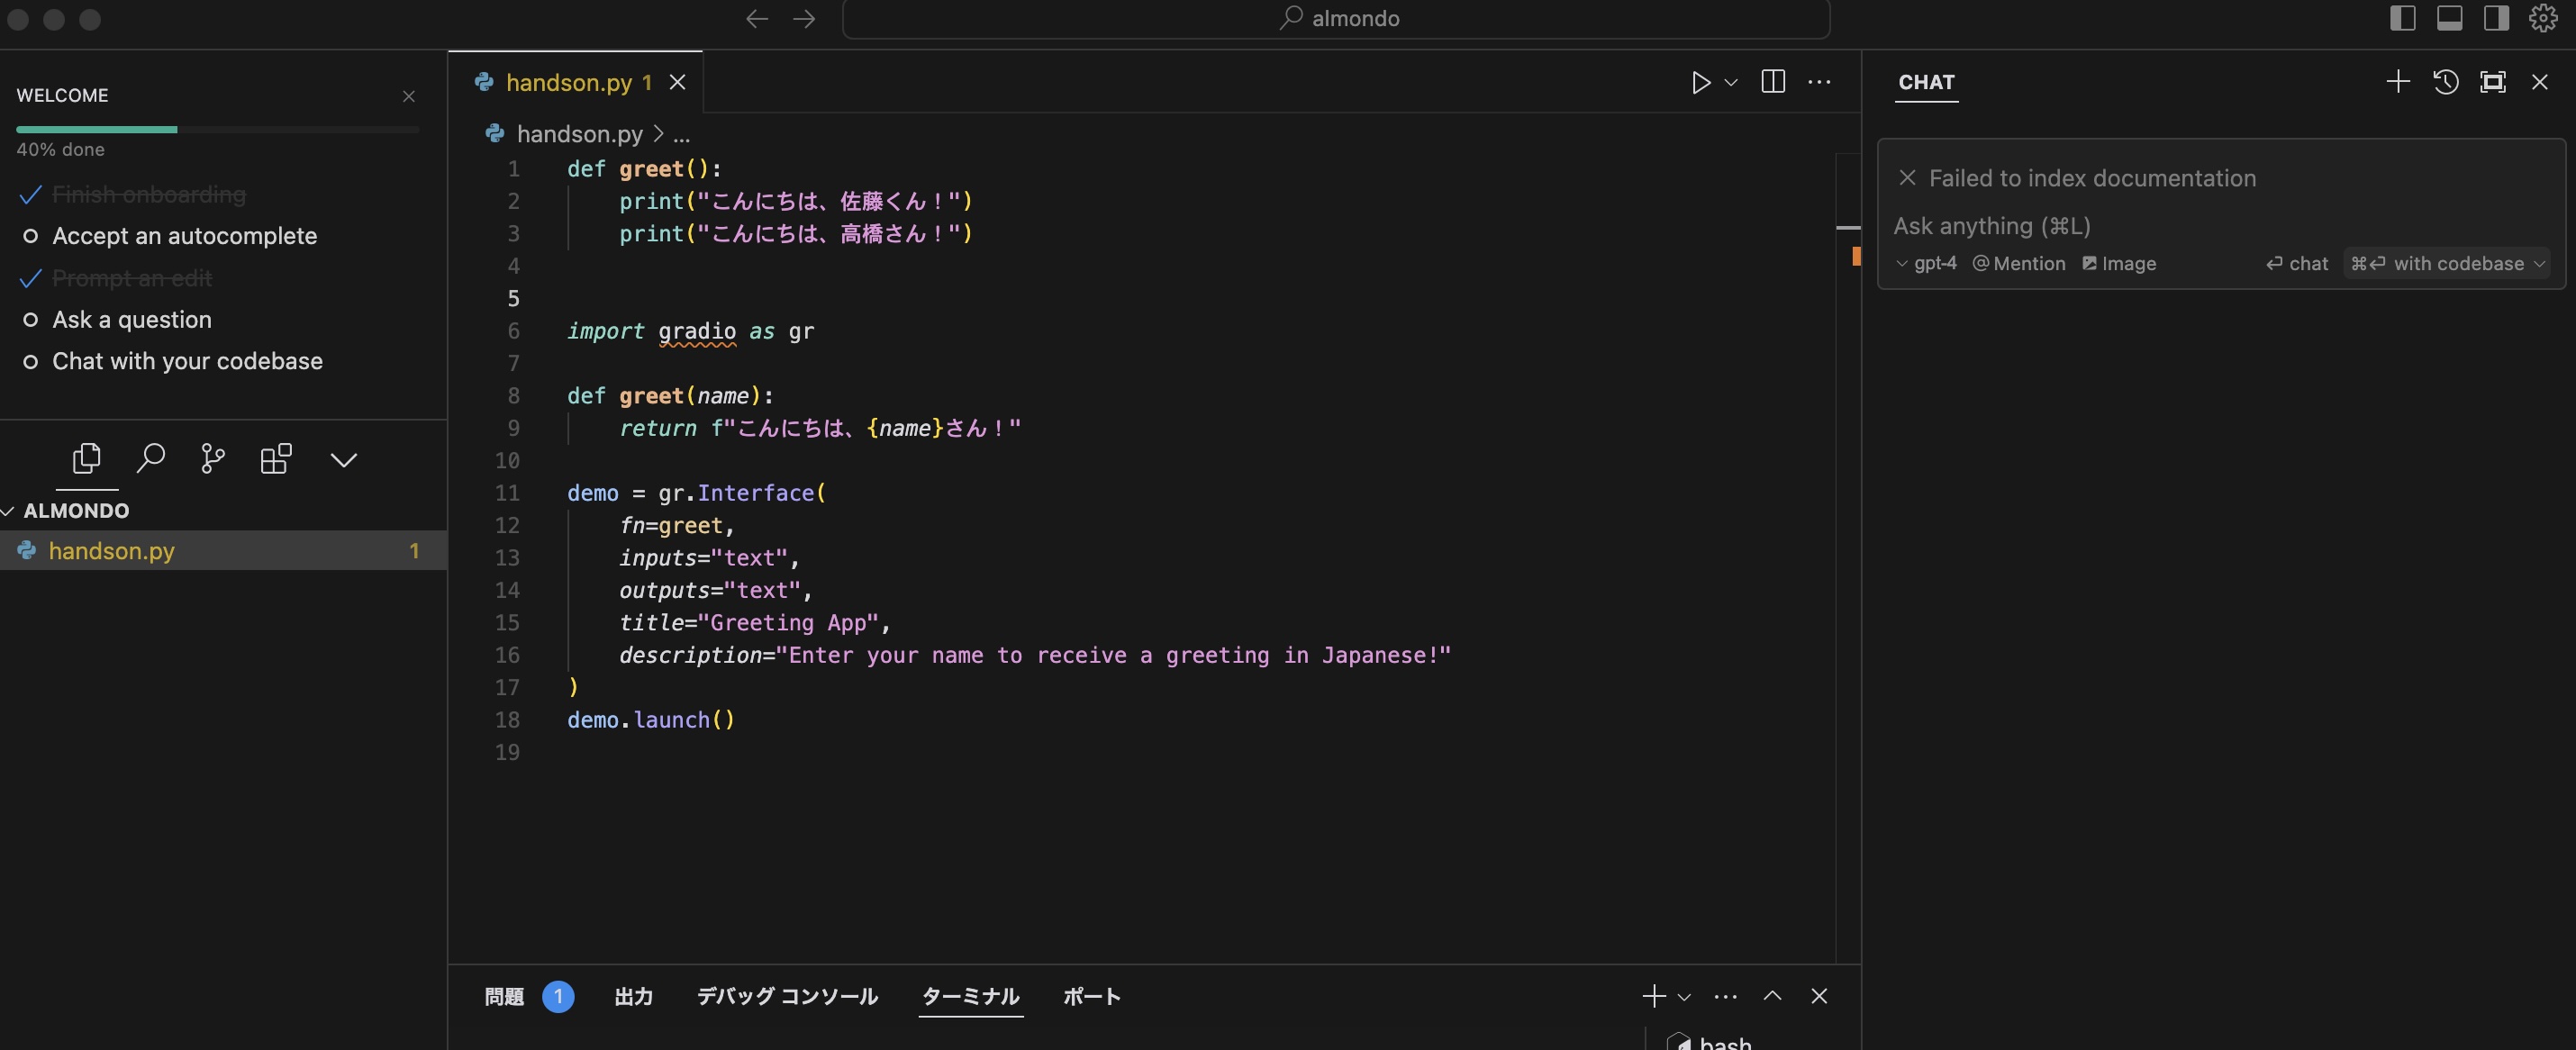 almondo
WELCOME
40% done
Finish onboarding
Accept an autocomplete
Prompt an edit
Ask a question
Chat with your codebase
ALMONDO
handson.py 1
handson.py 1
handson.py > ...
1 def greet():
2 print("こんにちは、佐藤くん！")
3 print("こんにちは、高橋さん！")
4
5
6 import gradio as gr
7
8 def greet(name):
9 return f"こんにちは、{name}さん！"
10
11 demo = gr.Interface(
12 fn=greet,
13 inputs="text",
14 outputs="text",
15 title="Greeting App",
16 description="Enter your name to receive a greeting in Japanese!"
17 )
18 demo.launch()
19
問題 1 出力 デバッグ コンソール ターミナル ポート
bash
CHAT
Failed to index documentation
Ask anything (⌘L)
gpt-4 @ Mention Image ⏎ chat ⌘⏎ with codebase